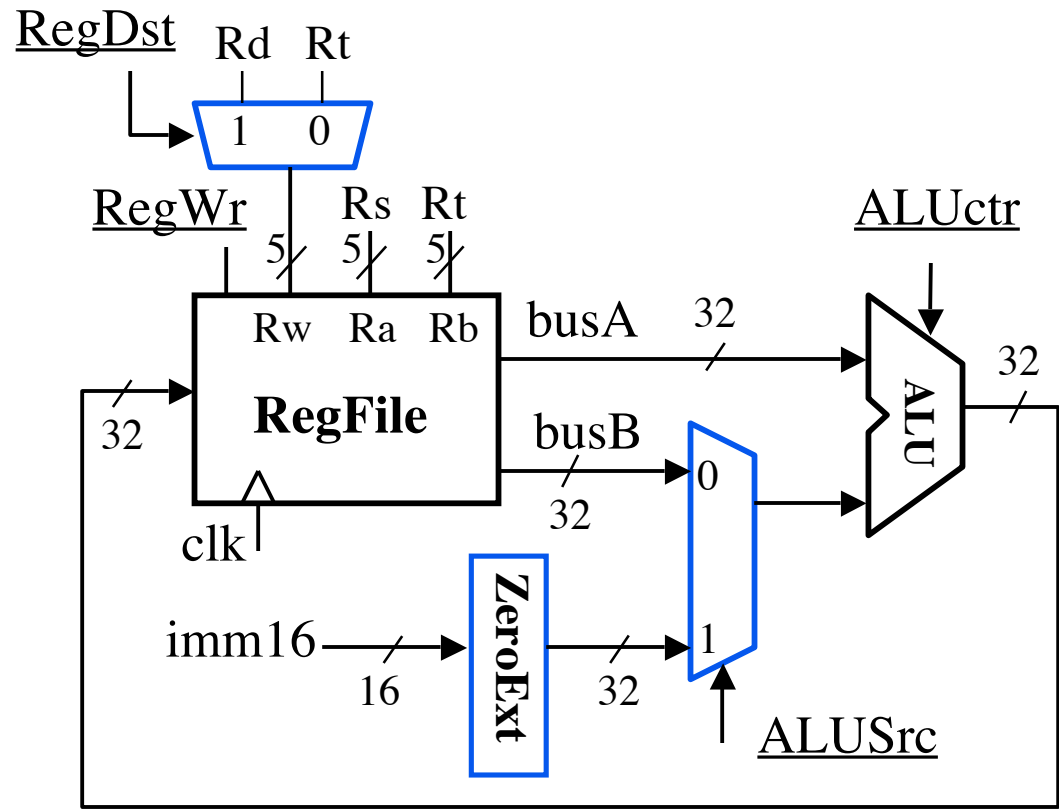 RegDst
Rd Rt
1 0
RegWr
Rs Rt
ALUctr
5 5 5
Rw Ra Rb
busA
32
32
RegFile
32
ALU
busB
0
32
clk
ZeroExt
imm16
1
16
32
ALUSrc